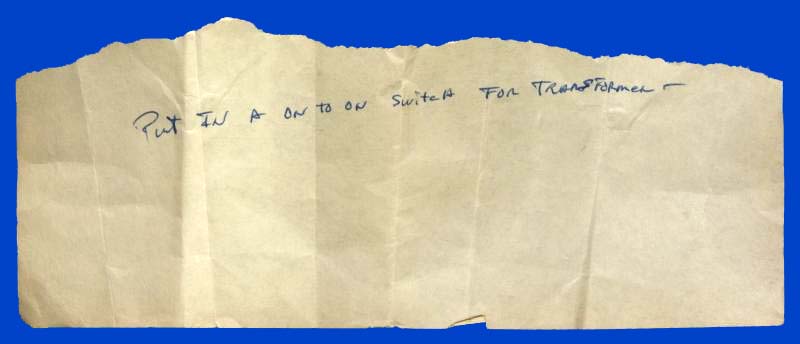 Put IN A ON TO ON SwitcH FOR TRANSFORMER -